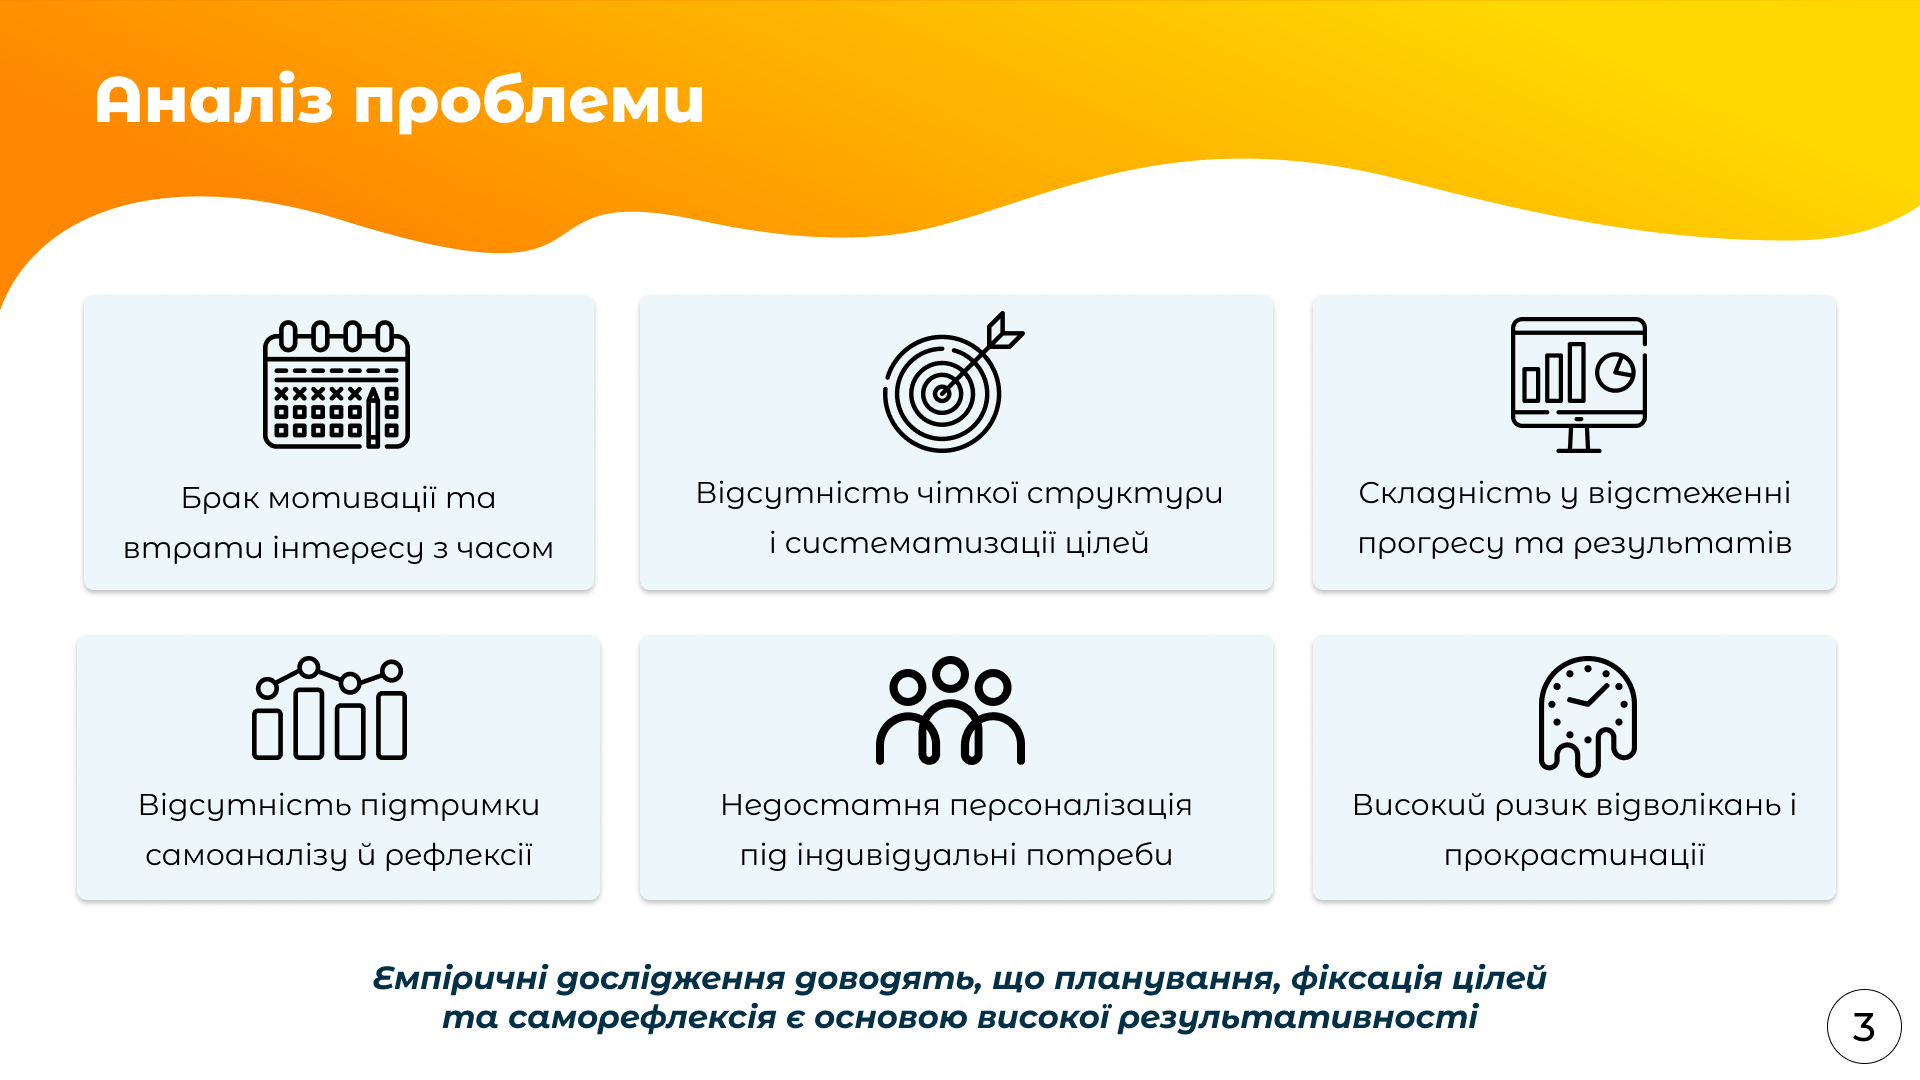 Аналіз проблеми
Брак мотивації та
втрати інтересу з часом
Відсутність чіткої структури
і систематизації цілей
Складність у відстеженні
прогресу та результатів
Відсутність підтримки
самоаналізу й рефлексії
Недостатня персоналізація
під індивідуальні потреби
Високий ризик відволікань і
прокрастинації
Емпіричні дослідження доводять, що планування, фіксація цілей
та саморефлексія є основою високої результативності
3